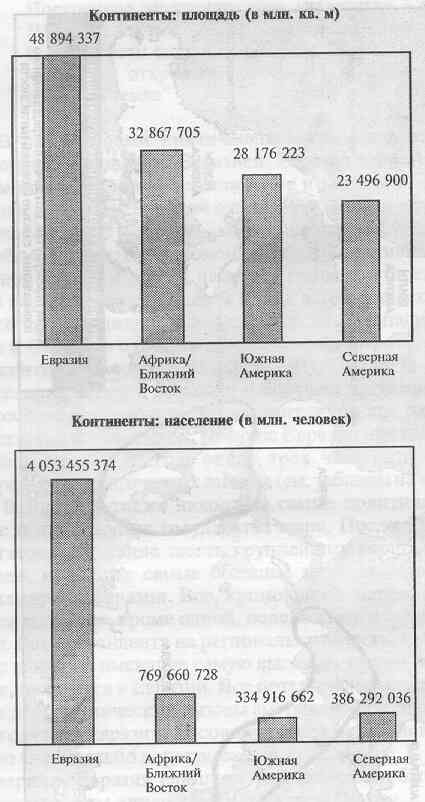 Континенты: площадь (в млн. кв. м)
48 894 337
32 867 705
28 176 223
23 496 900
Евразия
Африка/
Ближний
Восток
Южная
Америка
Северная
Америка
Континенты: население (в млн. человек)
4 053 455 374
769 660 728
334 916 662
386 292 036
Евразия
Африка/
Ближний
Восток
Южная
Америка
Северная
Америка